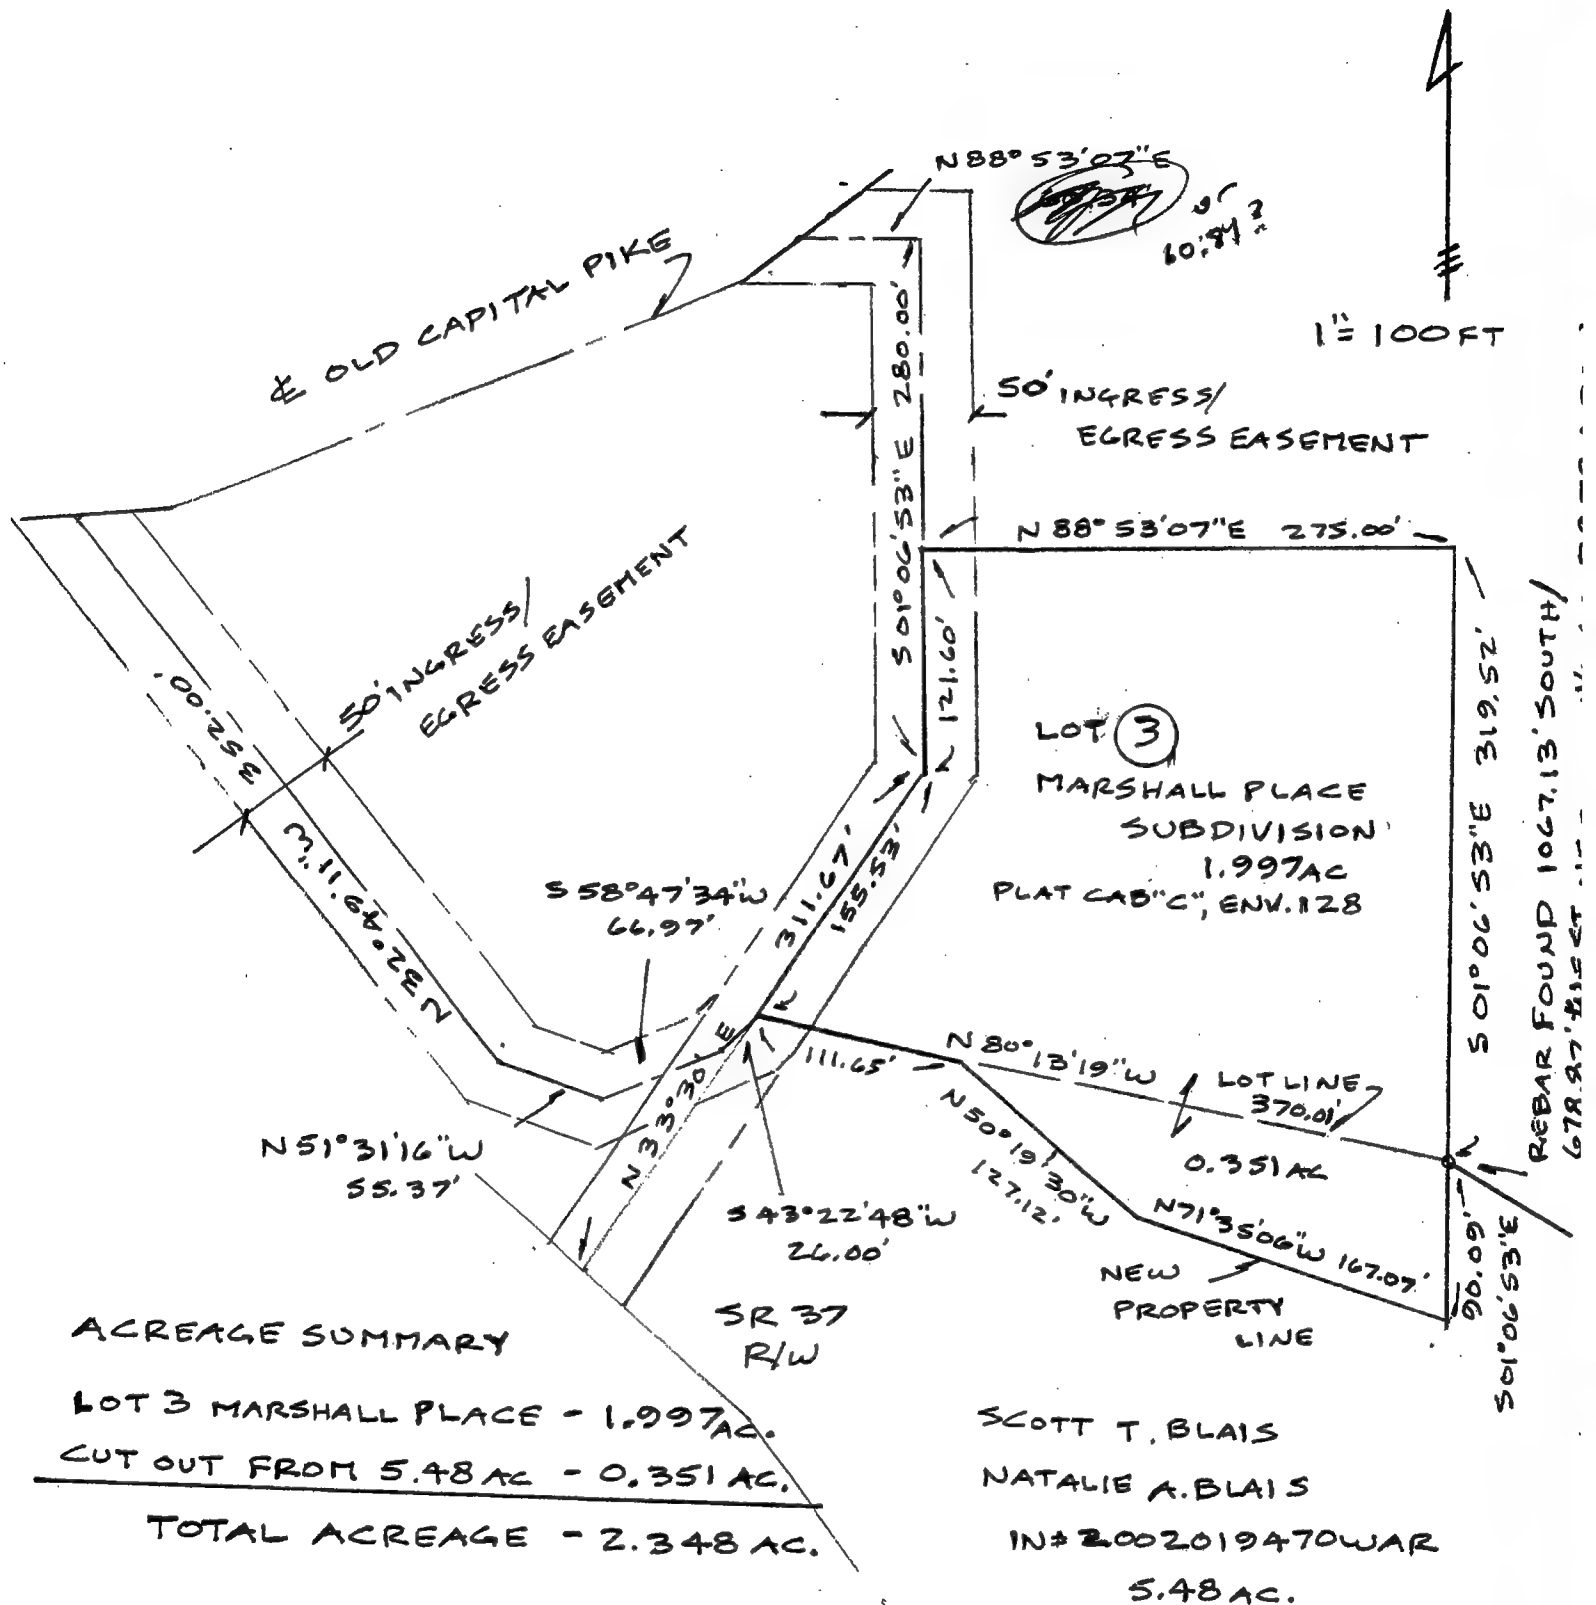 N 88° 53' 07" E
or
60.84'?
℄ OLD CAPITAL PIKE
1" = 100 FT
S 01° 06' 53" E 280.00'
50' INGRESS/
EGRESS EASEMENT
N 88° 53' 07" E 275.00'
50' INGRESS/
EGRESS EASEMENT
N 32° 49' 11" W
352.00'
121.60'
LOT 3
MARSHALL PLACE
SUBDIVISION
1.997 AC
PLAT CAB "C", ENV. 128
S 01° 06' 53" E 319.52'
REBAR FOUND 1067.13' SOUTH/
678.87'
311.67'
155.53'
S 58° 47' 34" W
66.97'
N 33° 30' E
111.65'
N 80° 13' 19" W
LOT LINE
370.01'
0.351 AC
N 51° 31' 16" W
55.37'
N 50° 19' 30" W
127.12'
S 43° 22' 48" W
26.00'
N 71° 35' 06" W 167.07'
90.09'
S 01° 06' 53" E
NEW
PROPERTY
LINE
SR 37
R/W
ACREAGE SUMMARY
LOT 3 MARSHALL PLACE - 1.997 AC.
CUT OUT FROM 5.48 AC - 0.351 AC.
TOTAL ACREAGE - 2.348 AC.
SCOTT T. BLAIS
NATALIE A. BLAIS
IN# 2002019470WAR
5.48 AC.